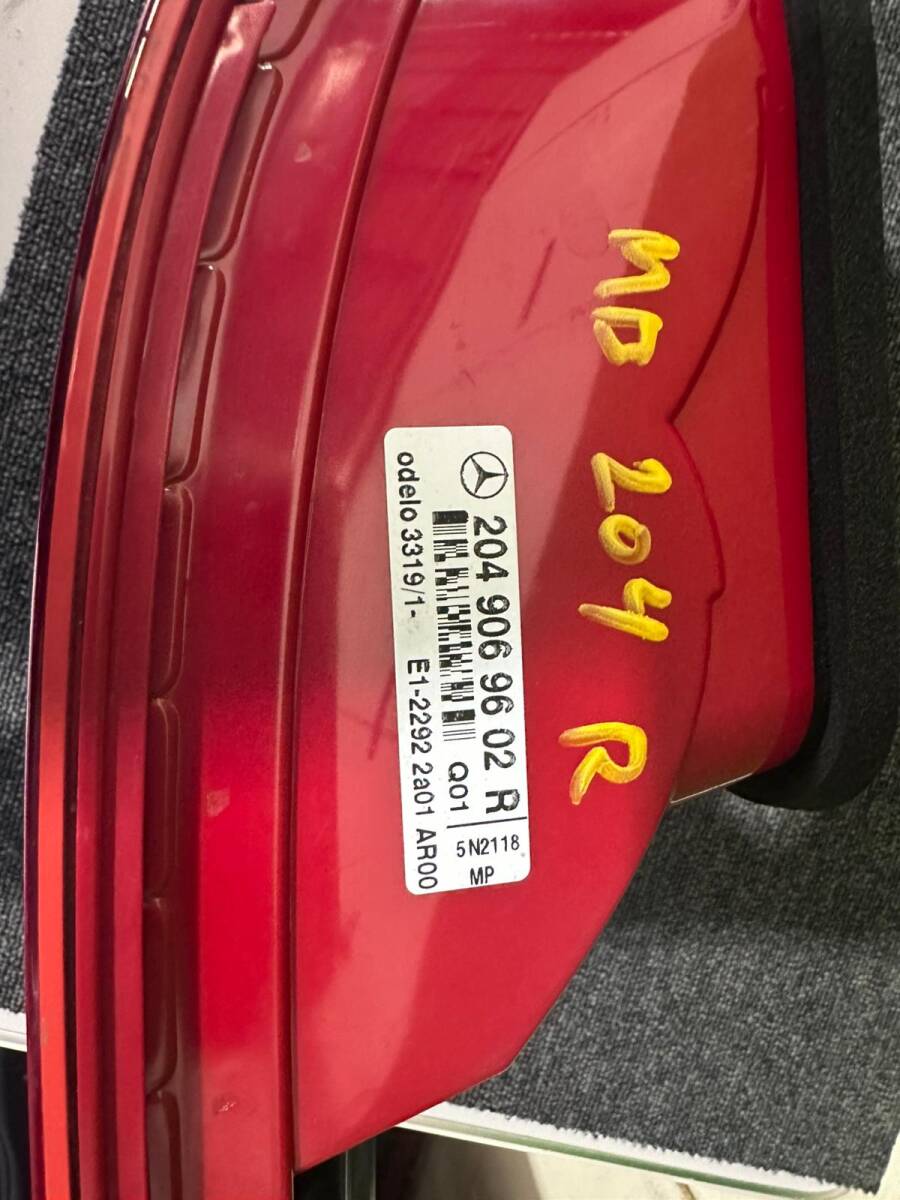 MB 204 R
204 906 96 02 R
Q01
5N2118
MP
odelo 3319/1-
E1-2292 2a01 AR00